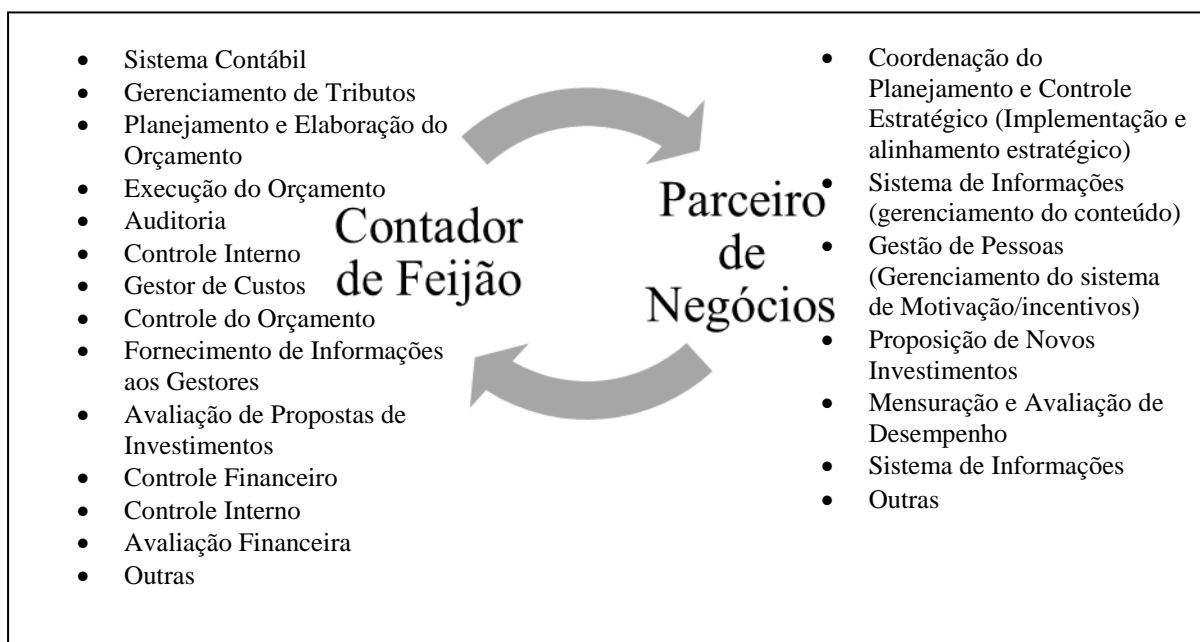 • Sistema Contábil
• Gerenciamento de Tributos
• Planejamento e Elaboração do
Orçamento
• Execução do Orçamento
• Auditoria
• Controle Interno
• Gestor de Custos
• Controle do Orçamento
• Fornecimento de Informações
aos Gestores
• Avaliação de Propostas de
Investimentos
• Controle Financeiro
• Controle Interno
• Avaliação Financeira
• Outras
Contador
de Feijão
Parceiro
de
Negócios
• Coordenação do
Planejamento e Controle
Estratégico (Implementação e
alinhamento estratégico)
• Sistema de Informações
(gerenciamento do conteúdo)
• Gestão de Pessoas
(Gerenciamento do sistema
de Motivação/incentivos)
• Proposição de Novos
Investimentos
• Mensuração e Avaliação de
Desempenho
• Sistema de Informações
• Outras